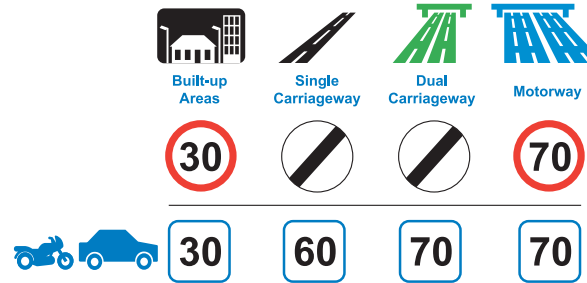 Built-up
Areas
Single
Carriageway
Dual
Carriageway
Motorway
30
70
30
60
70
70